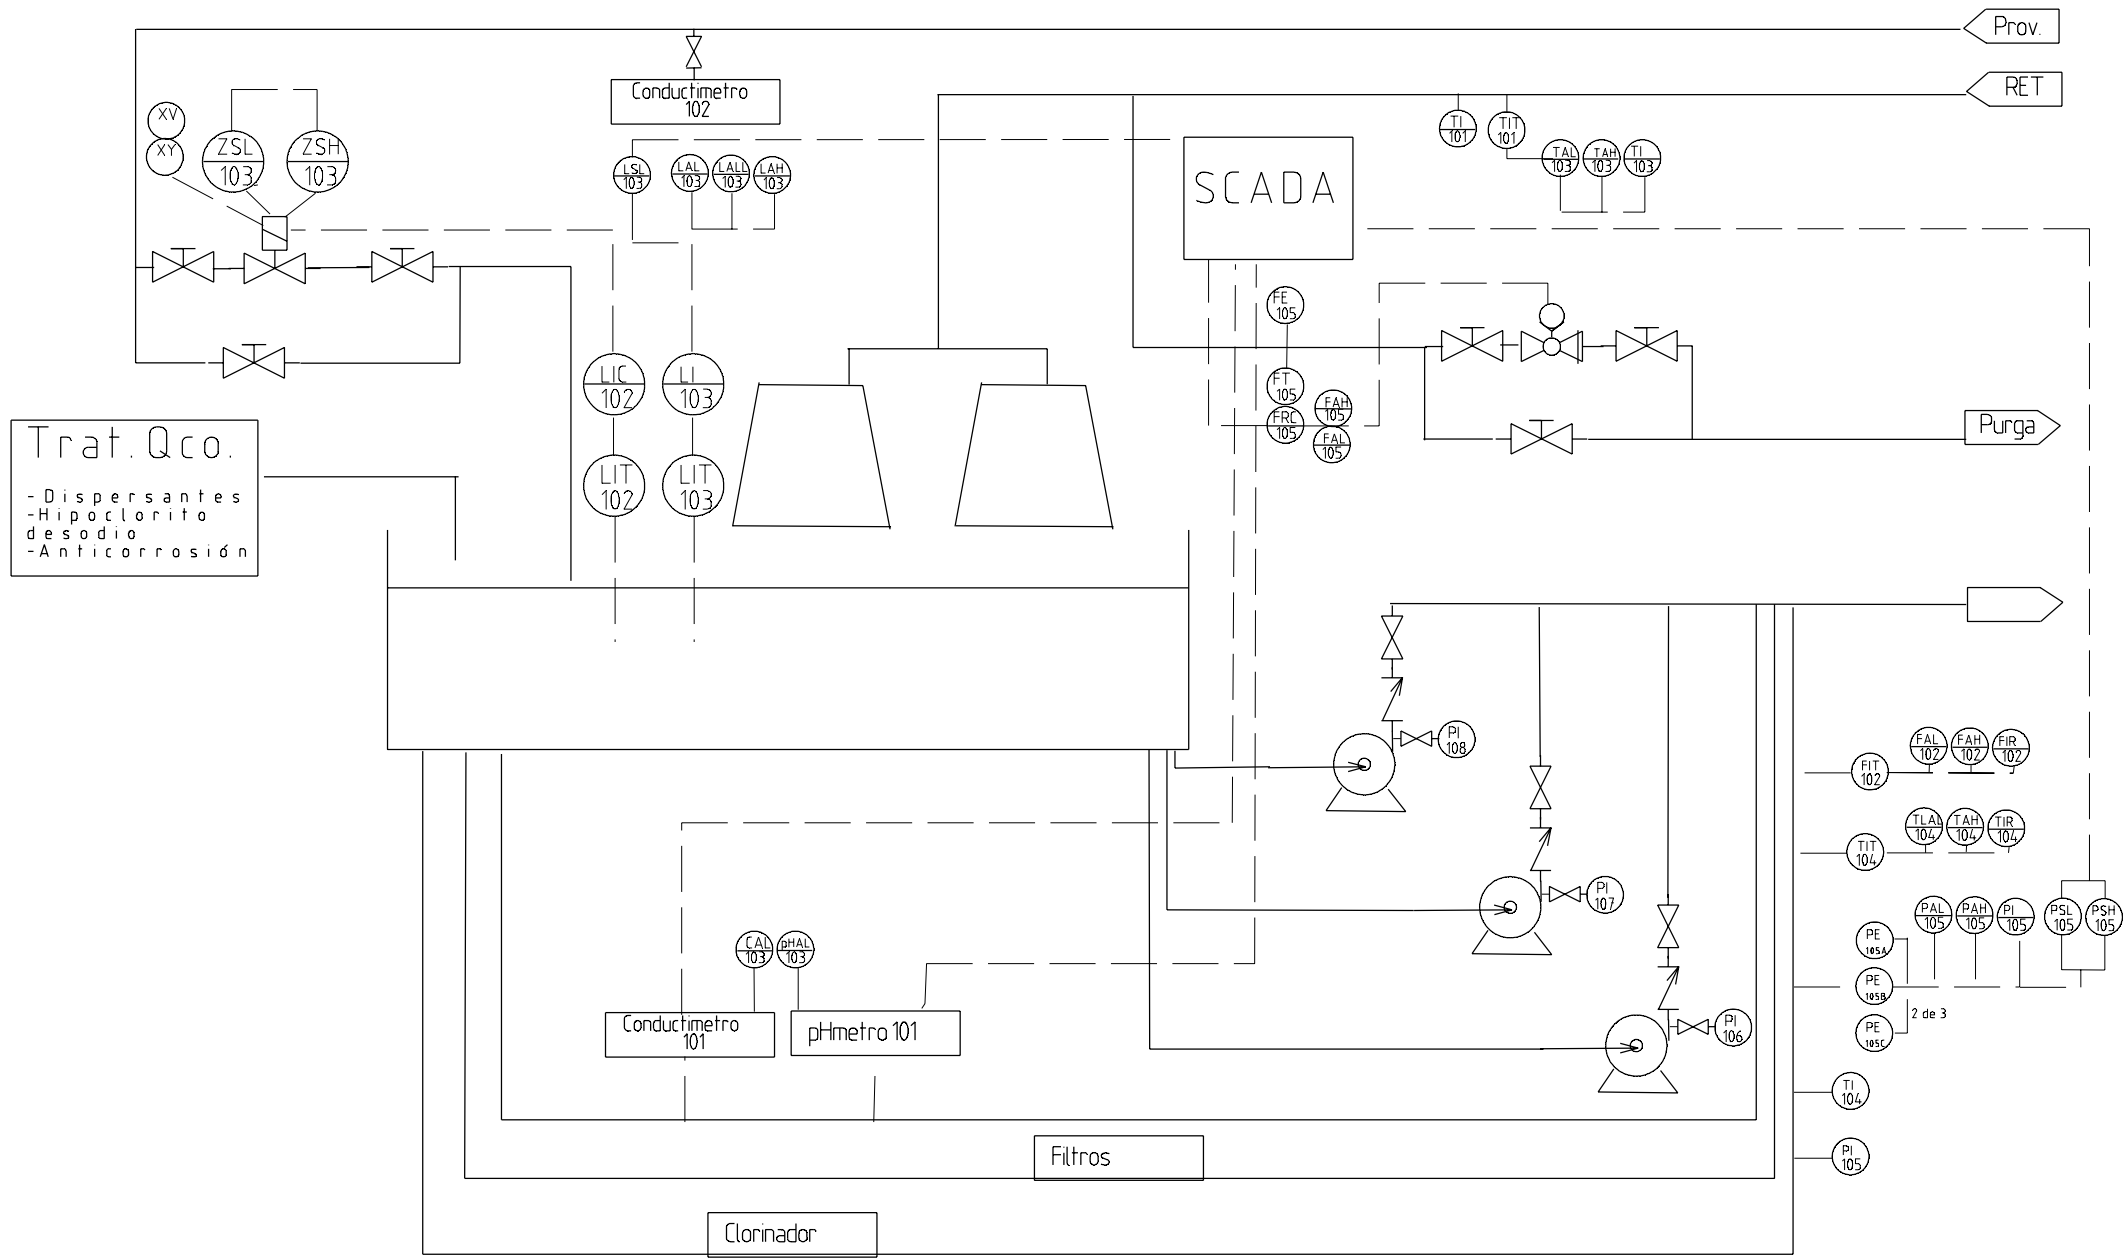 Prov.
Conductimetro
102
RET
XV
XY
ZSL
103
ZSH
103
TI
101
TIT
101
TAL
103
TAH
103
TI
103
LSL
103
LAL
103
LALL
103
LAH
103
SCADA
FE
105
FT
105
FRC
105
FAH
105
FAL
105
LIC
102
LI
103
LIT
102
LIT
103
Purga
Trat.Qco.
-Dispersantes
-Hipoclorito
desodio
-Anticorrosión
PI
108
FIT
102
FAL
102
FAH
102
FIR
102
TIT
104
TLAL
104
TAH
104
TIR
104
PI
107
PAL
105
PAH
105
PI
105
PSL
105
PSH
105
PE
105A
PE
105B
PE
105C
2 de 3
CAL
103
pHAL
103
Conductimetro
101
pHmetro 101
PI
106
TI
104
PI
105
Filtros
Clorinador